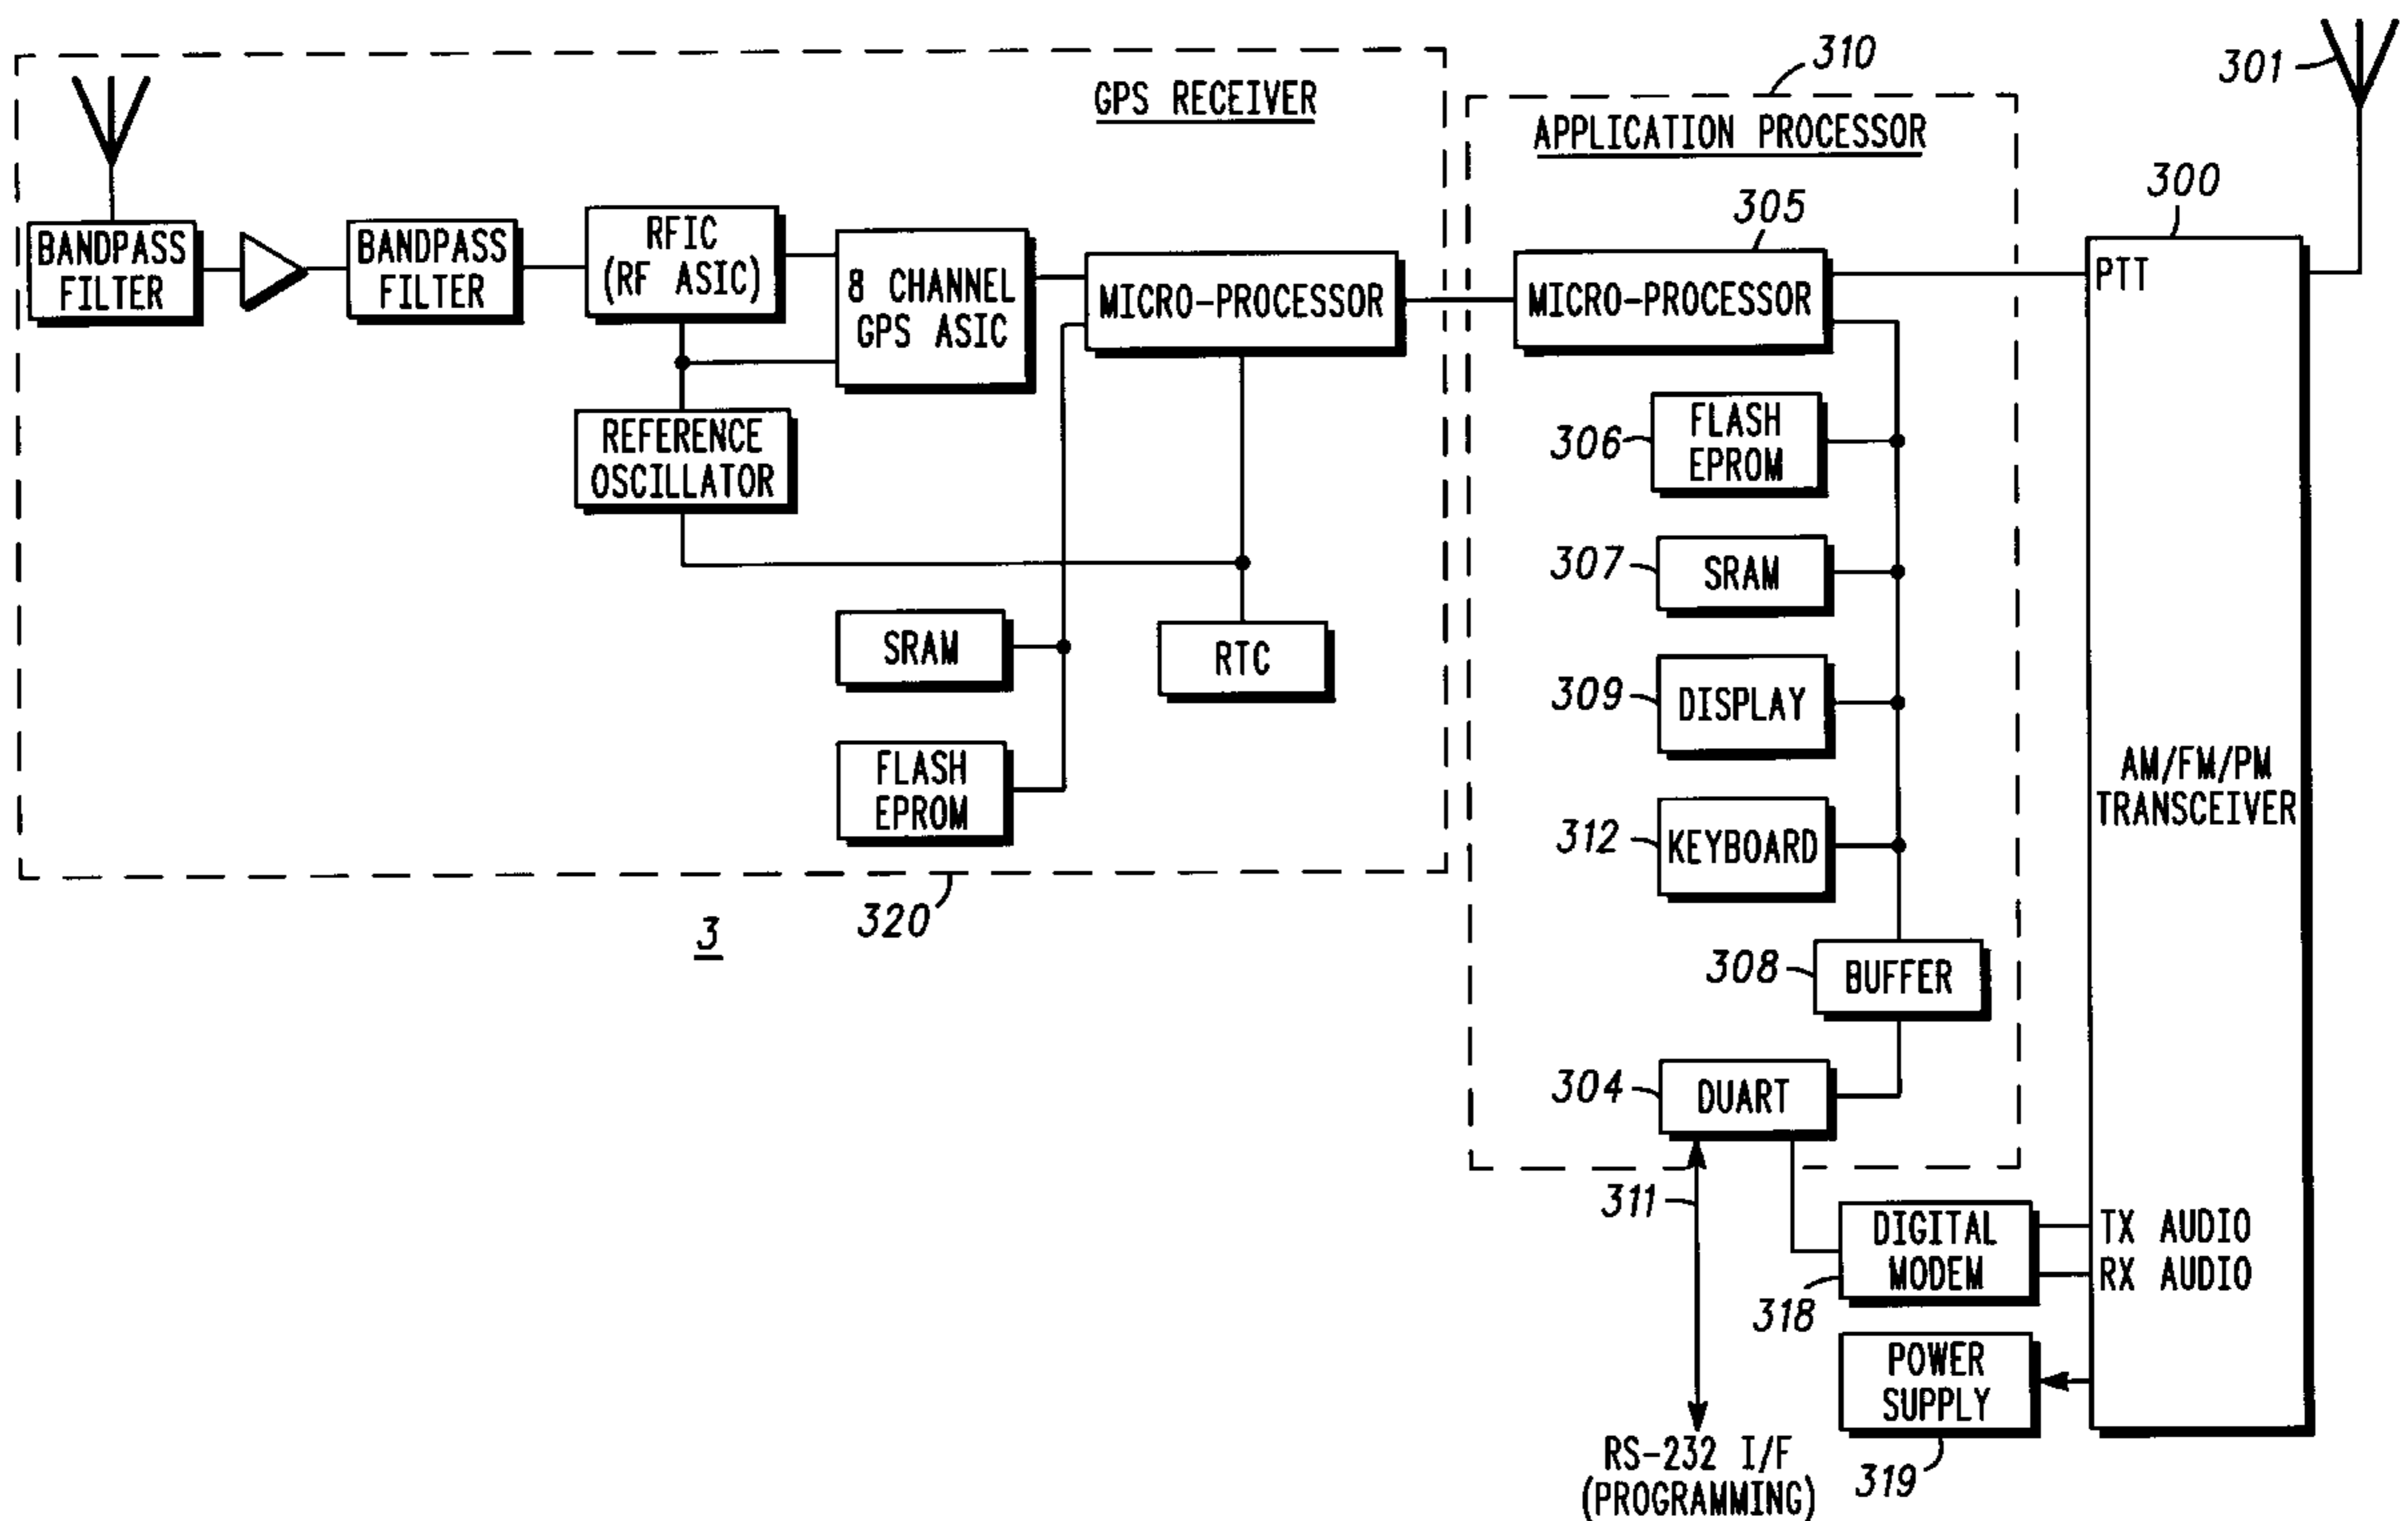 GPS RECEIVER
BANDPASS
FILTER
BANDPASS
FILTER
RFIC
(RF ASIC)
8 CHANNEL
GPS ASIC
MICRO-PROCESSOR
REFERENCE
OSCILLATOR
SRAM
RTC
FLASH
EPROM
320
3
310
APPLICATION PROCESSOR
305
MICRO-PROCESSOR
306
FLASH
EPROM
307
SRAM
309
DISPLAY
312
KEYBOARD
308
BUFFER
304
DUART
311
RS-232 I/F
(PROGRAMMING)
DIGITAL
MODEM
318
POWER
SUPPLY
319
301
300
PTT
AM/FM/PM
TRANSCEIVER
TX AUDIO
RX AUDIO